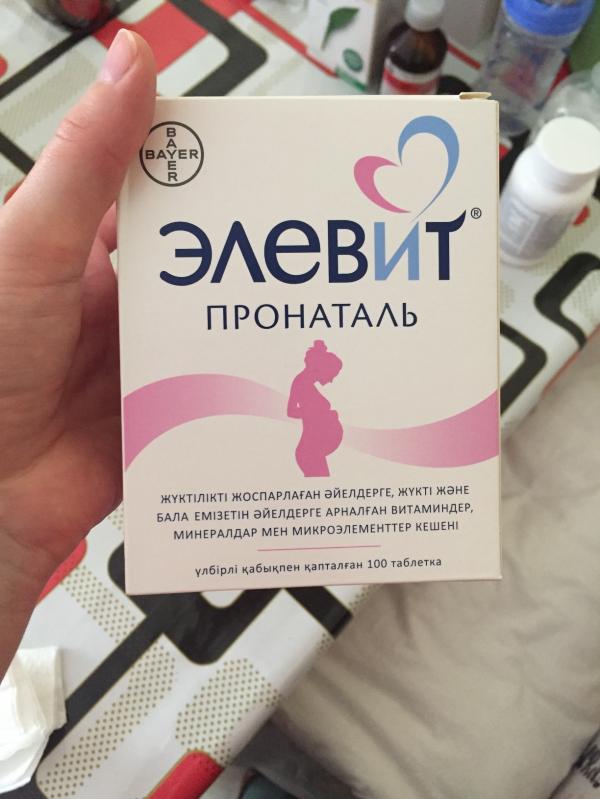 BAYER
BAYER
ЭЛЕВИТ®
ПРОНАТАЛЬ
ЖҮКТІЛІКТІ ЖОСПАРЛАҒАН ӘЙЕЛДЕРГЕ, ЖҮКТІ ЖӘНЕ
БАЛА ЕМІЗЕТІН ӘЙЕЛДЕРГЕ АРНАЛҒАН ВИТАМИНДЕР,
МИНЕРАЛДАР МЕН МИКРОЭЛЕМЕНТТЕР КЕШЕНІ
үлбірлі қабықпен қапталған 100 таблетка